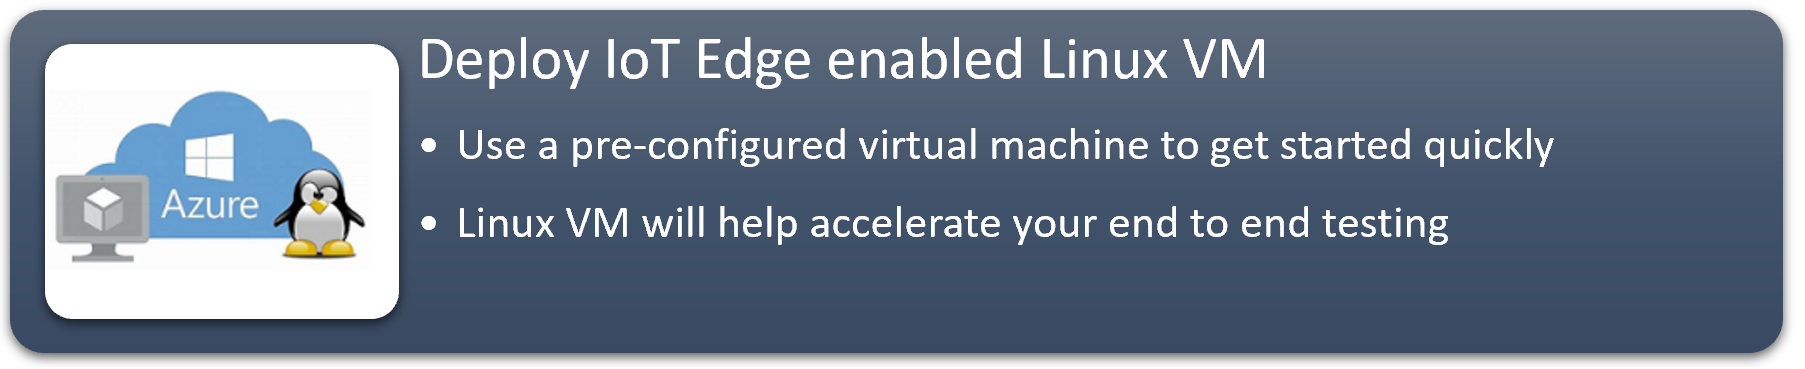 Deploy IoT Edge enabled Linux VM
• Use a pre-configured virtual machine to get started quickly
• Linux VM will help accelerate your end to end testing
Azure